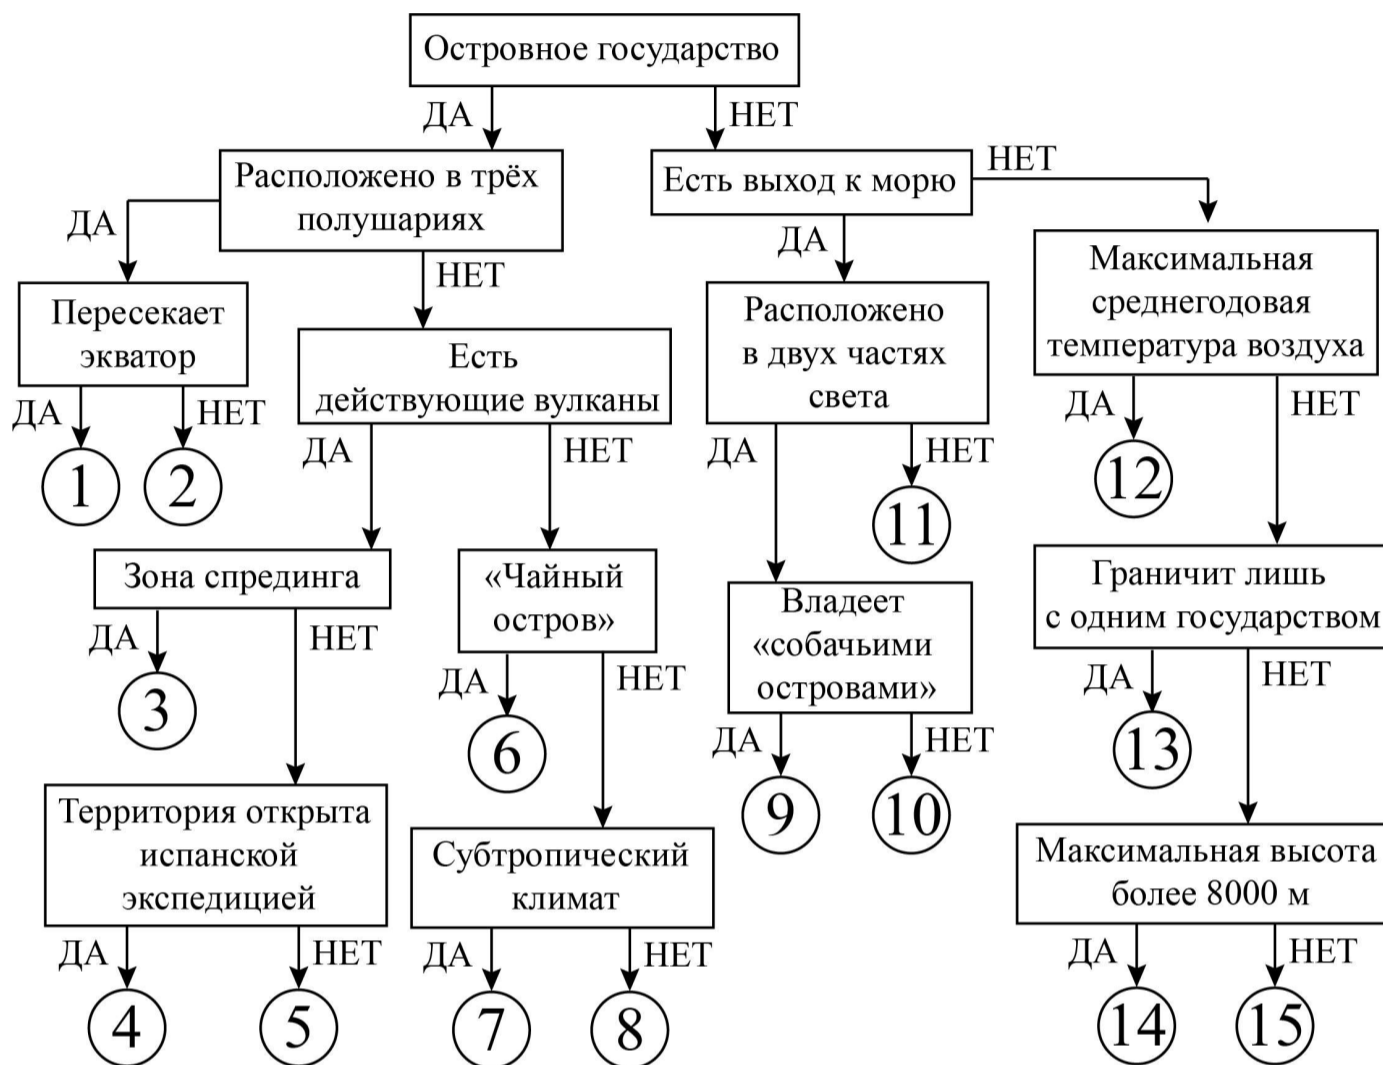 Островное государство
ДА
НЕТ
Расположено в трёх
полушариях
Есть выход к морю
НЕТ
ДА
НЕТ
ДА
Пересекает
экватор
Есть
действующие вулканы
Расположено
в двух частях
света
Максимальная
среднегодовая
температура воздуха
ДА
НЕТ
1
2
ДА
НЕТ
ДА
НЕТ
11
ДА
НЕТ
12
Зона спрединга
«Чайный
остров»
Владеет
«собачьими
островами»
Граничит лишь
с одним государством
ДА
НЕТ
3
ДА
НЕТ
6
ДА
НЕТ
9
10
ДА
НЕТ
13
Территория открыта
испанской
экспедицией
Субтропический
климат
Максимальная высота
более 8000 м
ДА
НЕТ
4
5
ДА
НЕТ
7
8
ДА
НЕТ
14
15